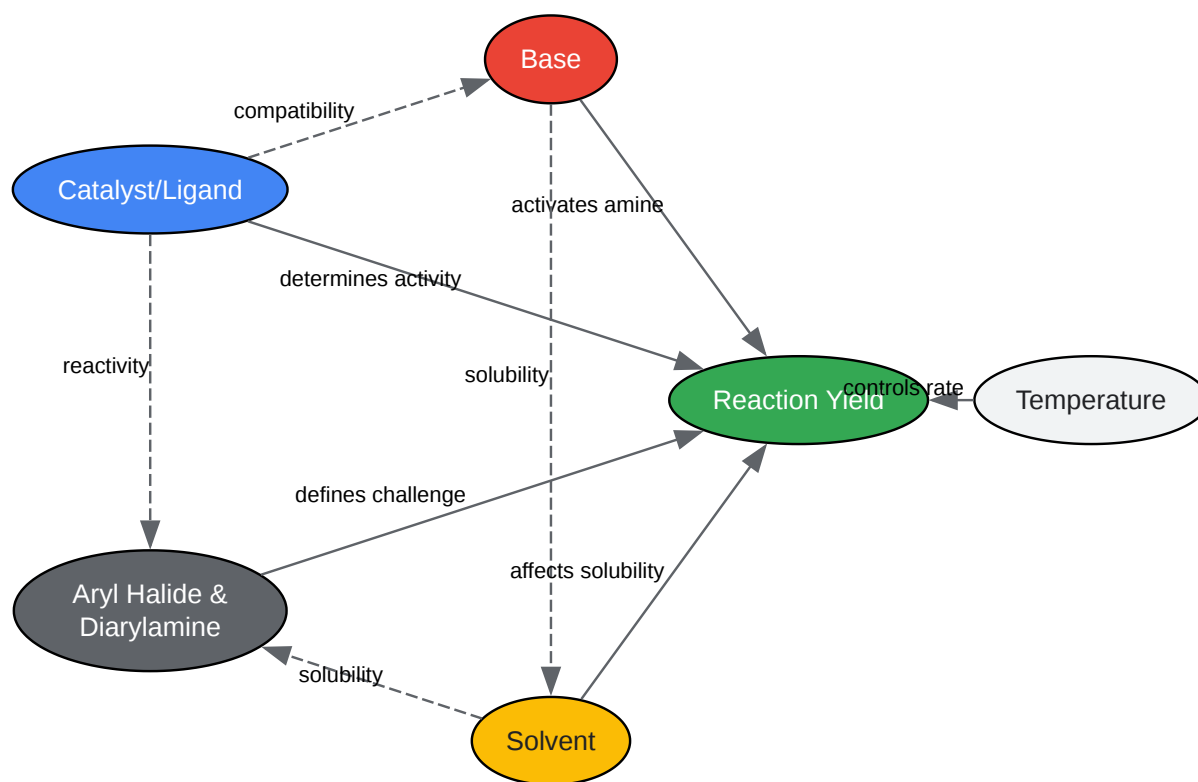 Base
compatibility
Catalyst/Ligand
activates amine
determines activity
reactivity
solubility
controls rate
Reaction Yield
Temperature
defines challenge
affects solubility
Aryl Halide &
Diarylamine
solubility
Solvent